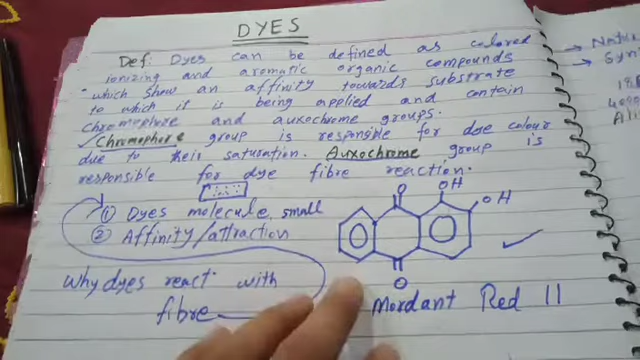 DYES
Def: Dyes can be defined as colored
ionizing and aromatic organic compounds
which show an affinity towards substrate
to which it is being applied and contain
chromophore and auxochrome groups.
✓Chromophore group is responsible for dye colour
due to their saturation. Auxochrome group is
responsible for dye fibre reaction.
① Dyes molecule, small
② Affinity/attraction
Why dyes react with
fibre
O
OH
OH
O
Mordant Red 11
→ Natu
→ Syn